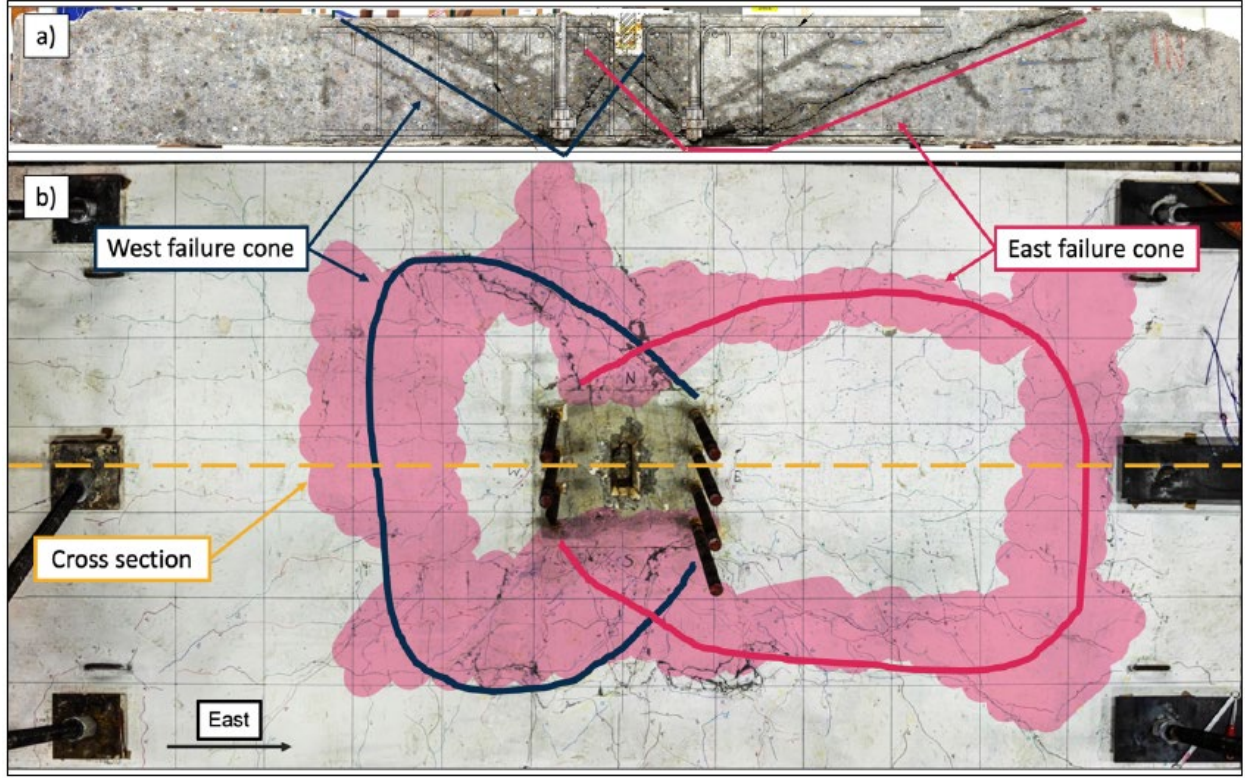 a)
b)
West failure cone
East failure cone
N
S
Cross section
East